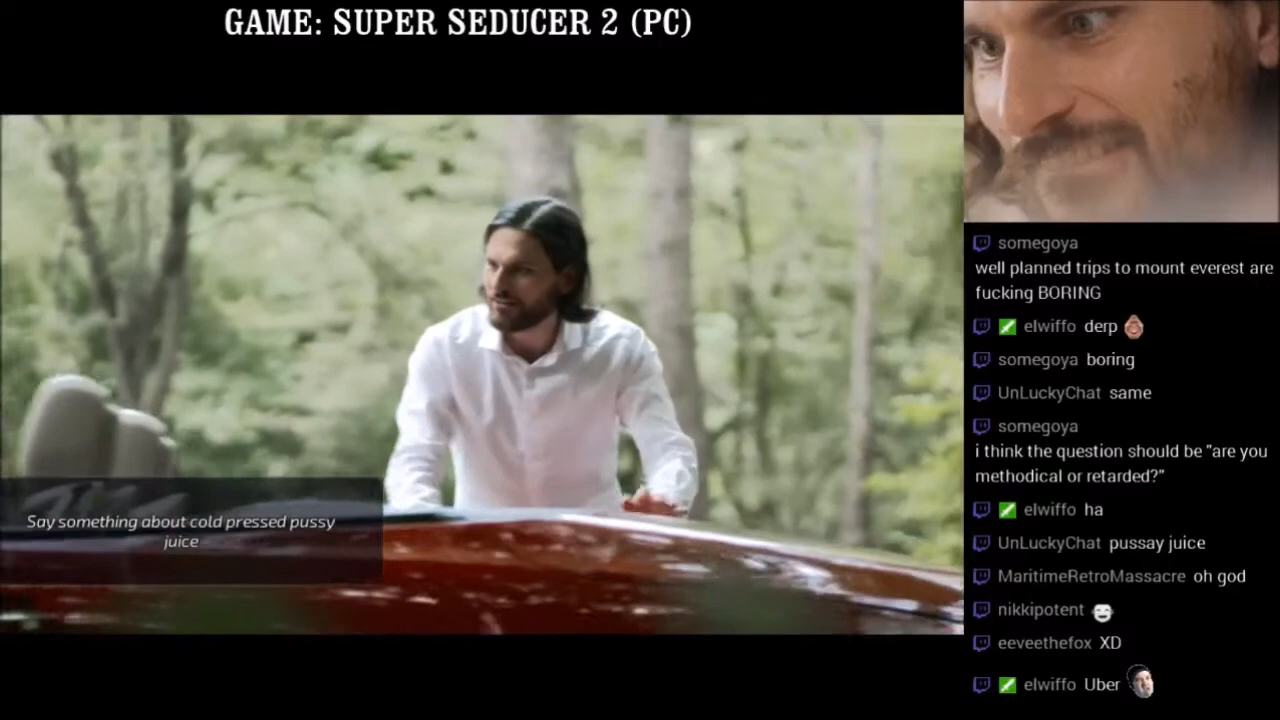 GAME: SUPER SEDUCER 2 (PC)
Say something about cold pressed pussy
juice
somegoya
well planned trips to mount everest are
fucking BORING
elwiffo derp
somegoya boring
UnLuckyChat same
somegoya
i think the question should be "are you
methodical or retarded?"
elwiffo ha
UnLuckyChat pussay juice
MaritimeRetroMassacre oh god
nikkipotent
eeveethefox XD
elwiffo Uber